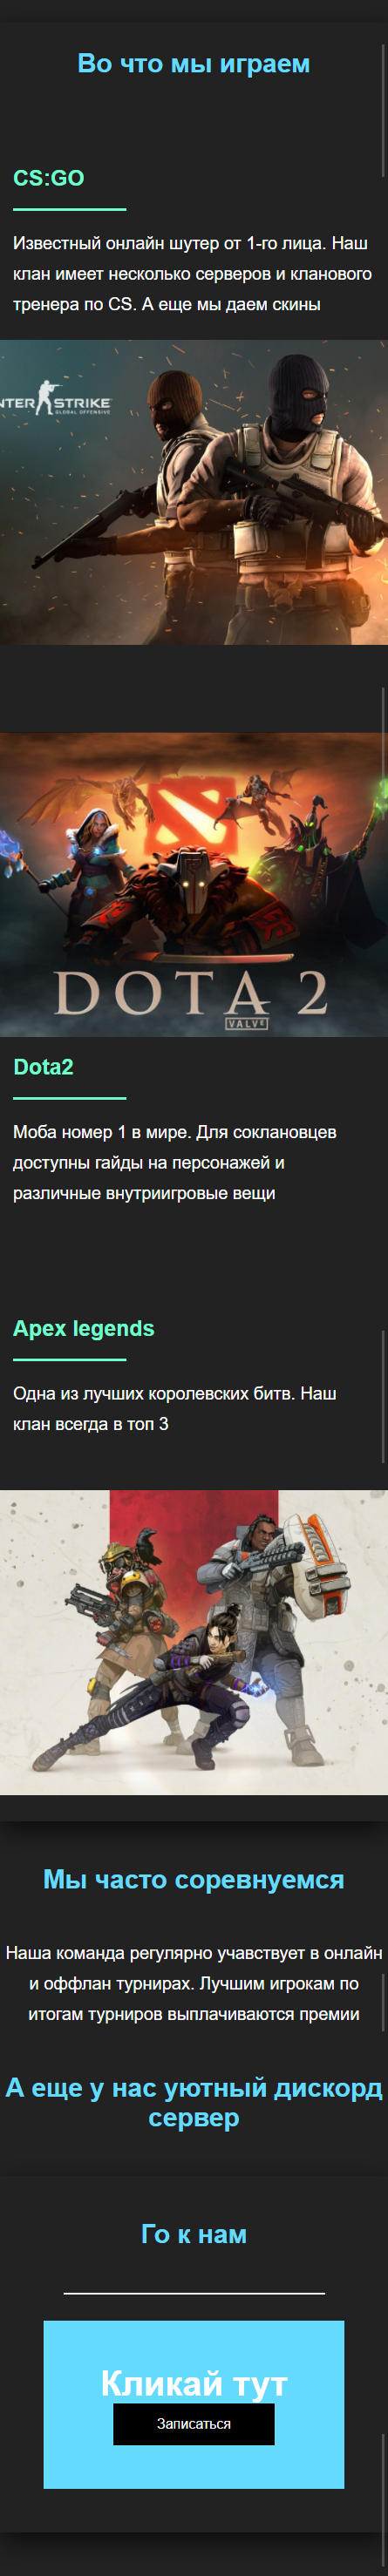 Во что мы играем
CS:GO
Известный онлайн шутер от 1-го лица. Наш
клан имеет несколько серверов и кланового
тренера по CS. А еще мы даем скины
NTER STRIKE
GLOBAL OFFENSIVE
DOTA 2
VALVE
Dota2
Моба номер 1 в мире. Для соклановцев
доступны гайды на персонажей и
различные внутриигровые вещи
Apex legends
Одна из лучших королевских битв. Наш
клан всегда в топ 3
Мы часто соревнуемся
Наша команда регулярно учавствует в онлайн
и оффлан турнирах. Лучшим игрокам по
итогам турниров выплачиваются премии
А еще у нас уютный дискорд
сервер
Го к нам
Кликай тут
Записаться